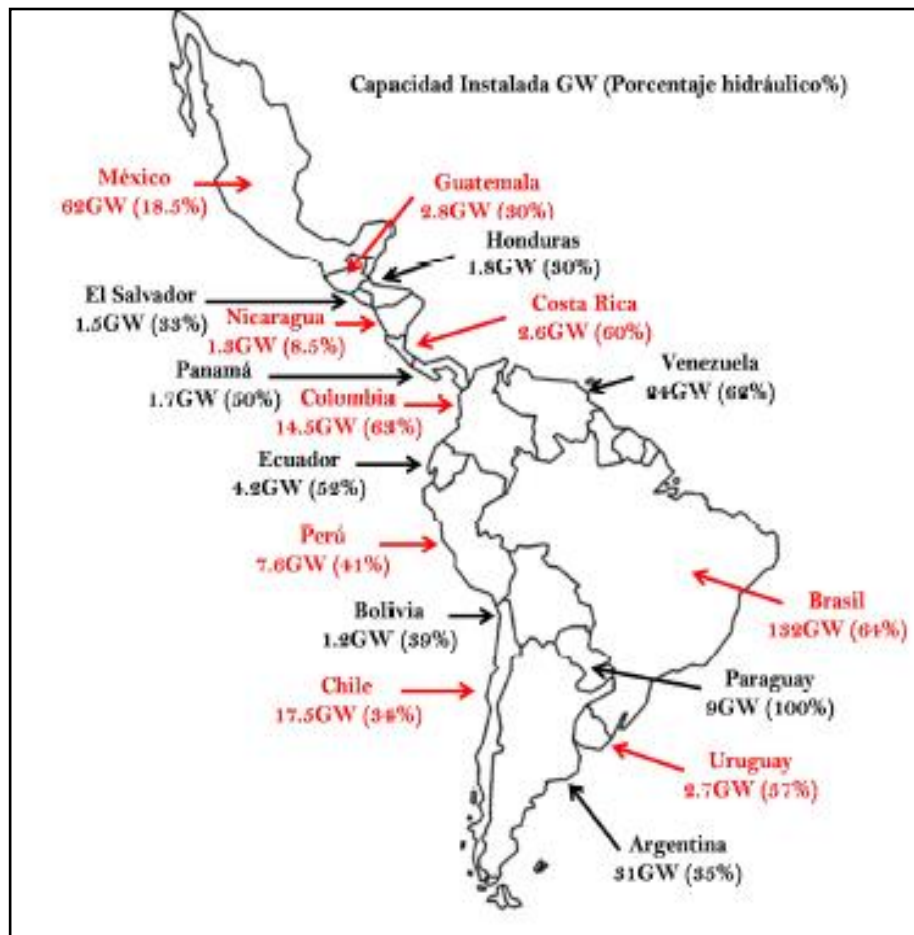 Capacidad Instalada GW (Porcentaje hidráulico%)
México
62GW (18.5%)
Guatemala
2.8GW (30%)
Honduras
1.8GW (30%)
El Salvador
1.5GW (33%)
Nicaragua
1.3GW (8.5%)
Costa Rica
2.6GW (60%)
Panamá
1.7GW (50%)
Venezuela
24GW (62%)
Colombia
14.5GW (63%)
Ecuador
4.2GW (52%)
Perú
7.6GW (41%)
Brasil
132GW (64%)
Bolivia
1.2GW (39%)
Paraguay
9GW (100%)
Chile
17.5GW (34%)
Uruguay
2.7GW (57%)
Argentina
31GW (35%)